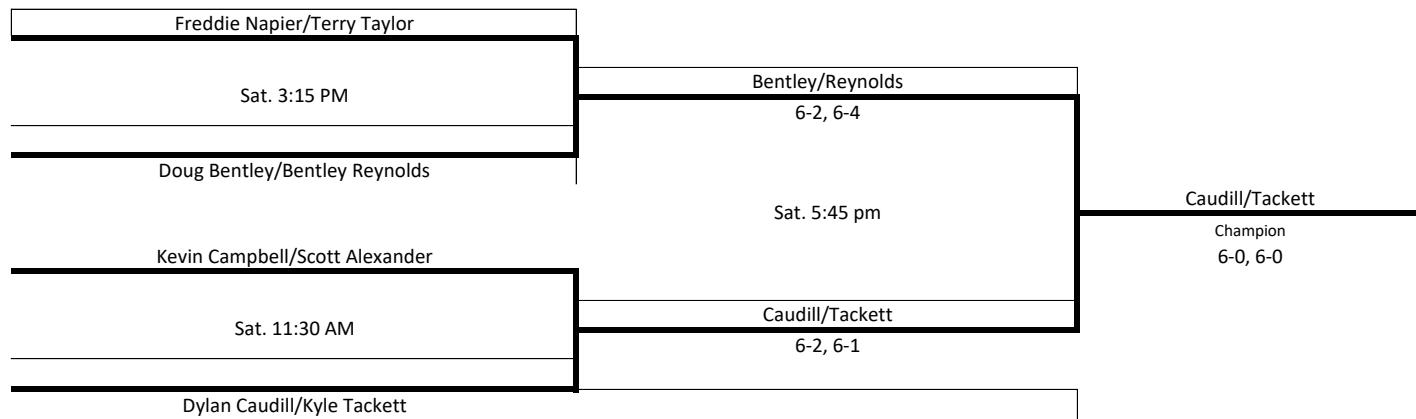 Freddie Napier/Terry Taylor
Sat. 3:15 PM
Doug Bentley/Bentley Reynolds
Bentley/Reynolds
6-2, 6-4
Sat. 5:45 pm
Caudill/Tackett
Champion
6-0, 6-0
Kevin Campbell/Scott Alexander
Sat. 11:30 AM
Dylan Caudill/Kyle Tackett
Caudill/Tackett
6-2, 6-1